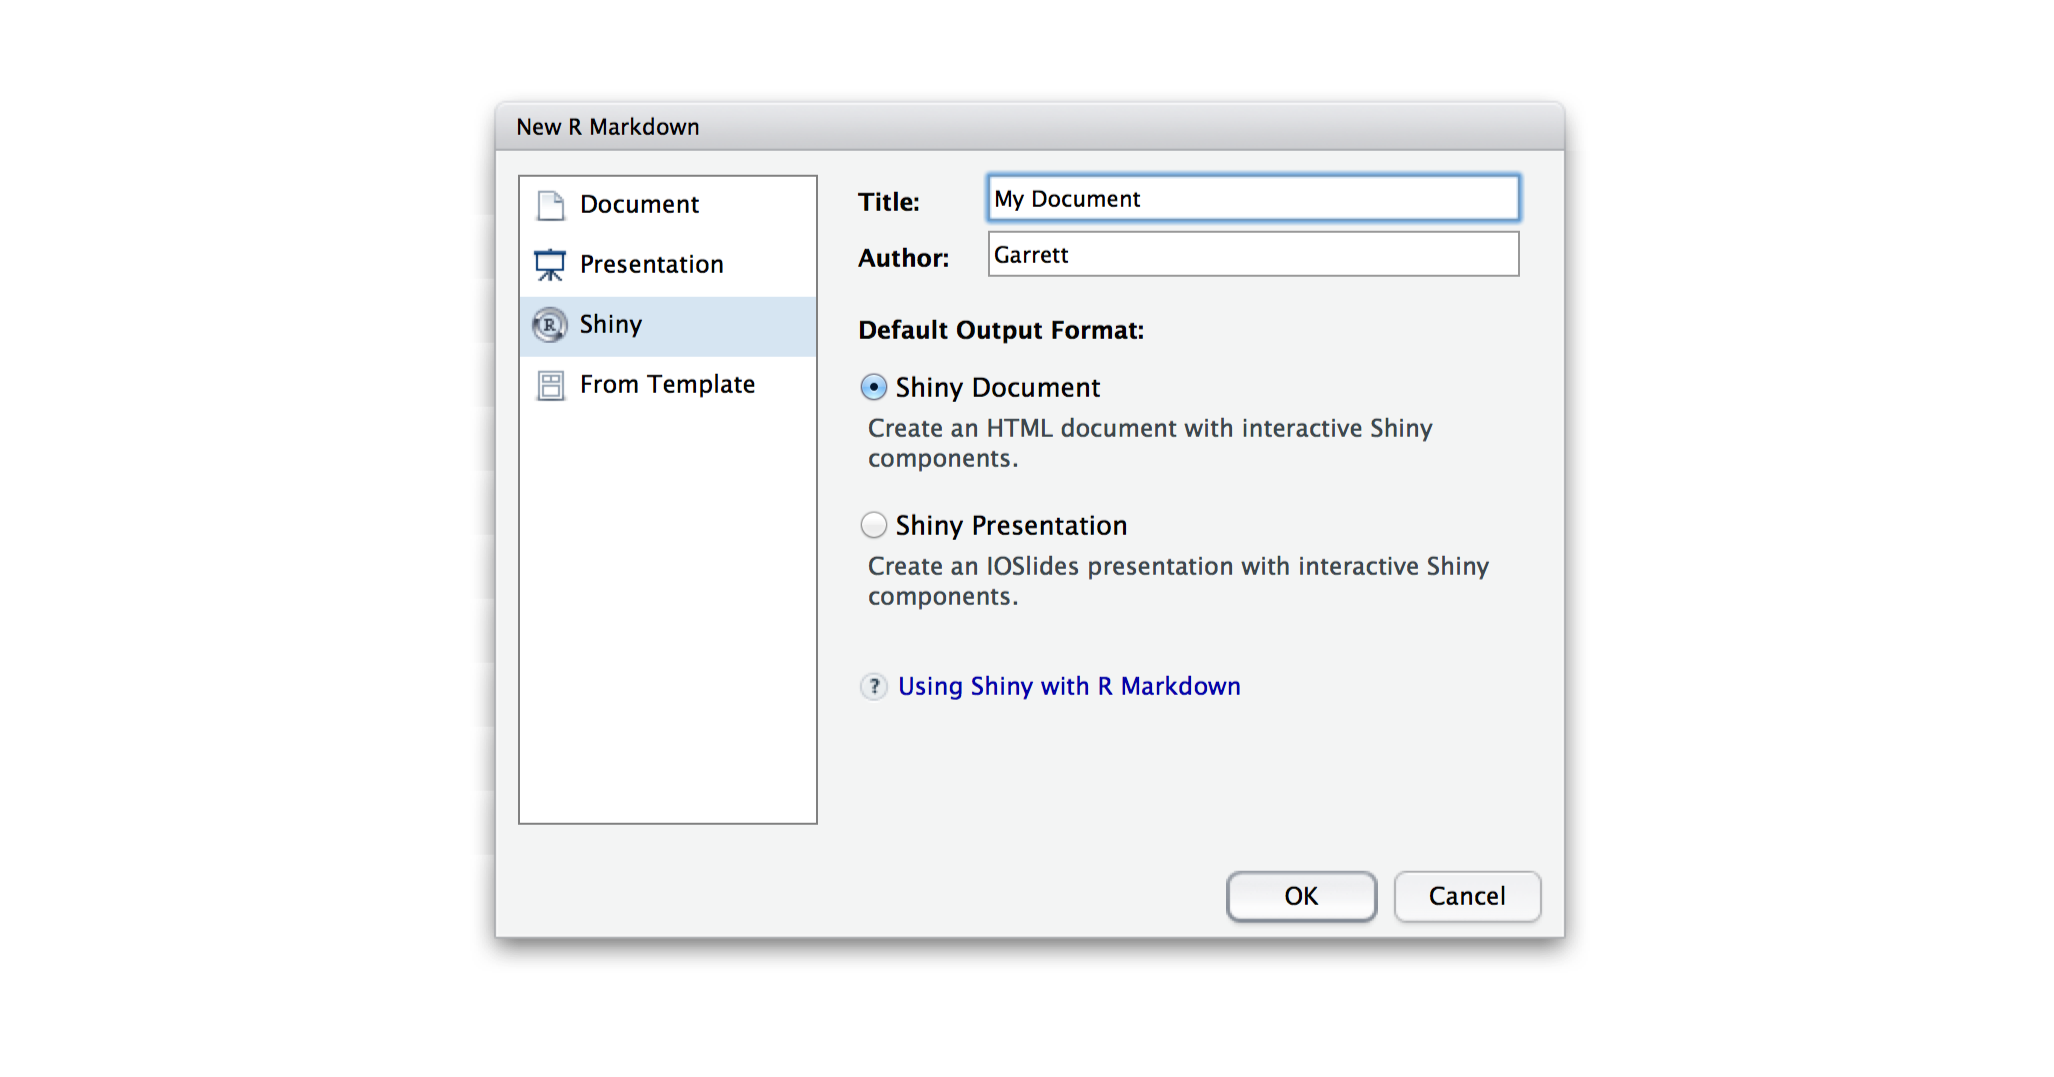 New R Markdown
Document
Presentation
R
Shiny
From Template
Title:
My Document
Author:
Garrett
Default Output Format:
Shiny Document
Create an HTML document with interactive Shiny
components.
Shiny Presentation
Create an IOSlides presentation with interactive Shiny
components.
? Using Shiny with R Markdown
OK
Cancel